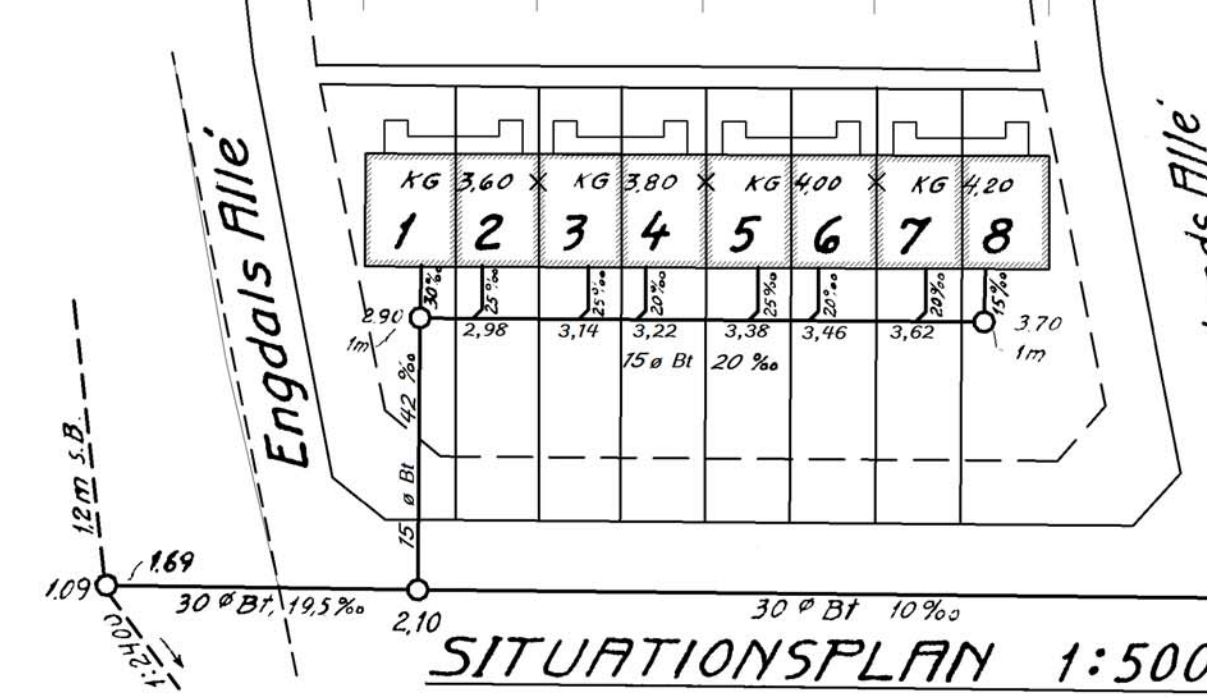 Engdals Allé
ds Allé
KG 3,60 KG 3,80 KG 4,00 KG 4,20
1 2 3 4 5 6 7 8
30‰ 25‰ 25‰ 20‰ 25‰ 20‰ 20‰ 15‰
2.90 2,98 3,14 3,22 3,38 3,46 3,62 3.70
1m 1m
15 ø Bt 20 ‰
15 ø Bt 42 ‰
12m s.B.
1.09 1.69
30 ø Bt, 19,5‰ 30 ø Bt 10‰
2,10
1:2400
SITUATIONSPLAN 1:500